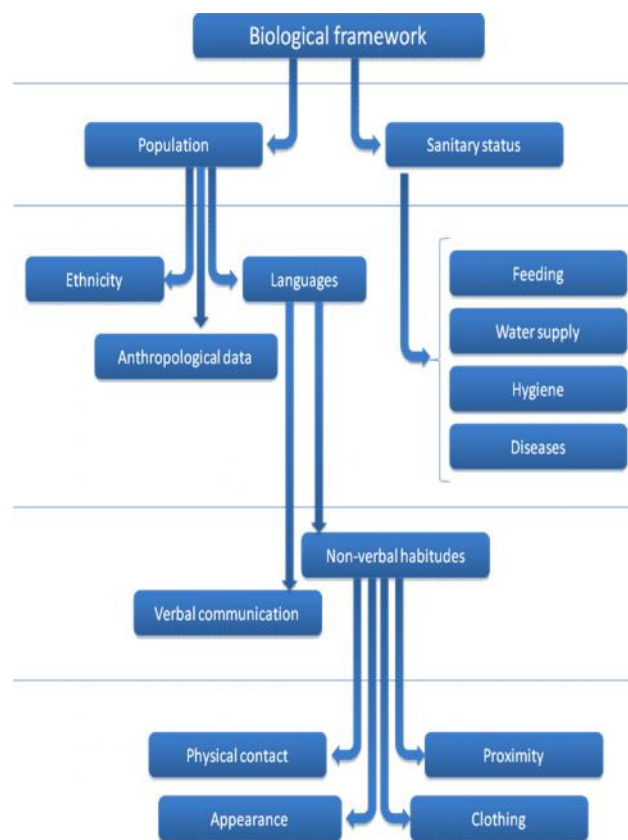 Biological framework
Population
Sanitary status
Ethnicity
Languages
Feeding
Anthropological data
Water supply
Hygiene
Diseases
Non-verbal habitudes
Verbal communication
Physical contact
Proximity
Appearance
Clothing